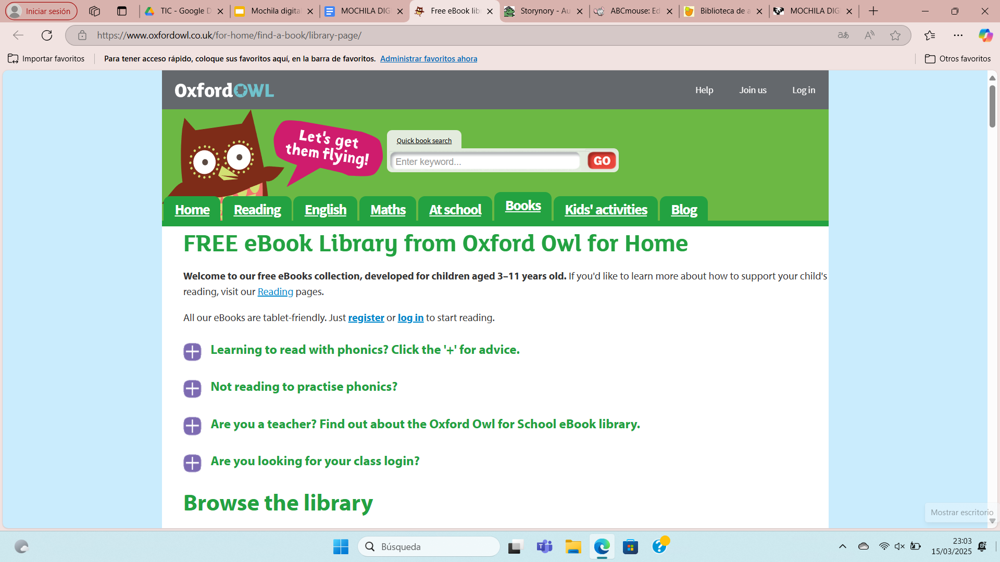 Iniciar sesión
TIC - Google D
Mochila digital
MOCHILA DIG
Free eBook lib
Storynory - Au
ABCmouse: Ed
Biblioteca de a
MOCHILA DIG
https://www.oxfordowl.co.uk/for-home/find-a-book/library-page/
Importar favoritos
Para tener acceso rápido, coloque sus favoritos aquí, en la barra de favoritos. Administrar favoritos ahora
Otros favoritos
OxfordOWL
Help
Join us
Log in
Let's get
them flying!
Quick book search
Enter keyword...
GO
Home
Reading
English
Maths
At school
Books
Kids' activities
Blog
FREE eBook Library from Oxford Owl for Home
Welcome to our free eBooks collection, developed for children aged 3–11 years old. If you'd like to learn more about how to support your child's
reading, visit our Reading pages.
All our eBooks are tablet-friendly. Just register or log in to start reading.
Learning to read with phonics? Click the '+' for advice.
Not reading to practise phonics?
Are you a teacher? Find out about the Oxford Owl for School eBook library.
Are you looking for your class login?
Browse the library
Mostrar escritorio
Búsqueda
23:03
15/03/2025